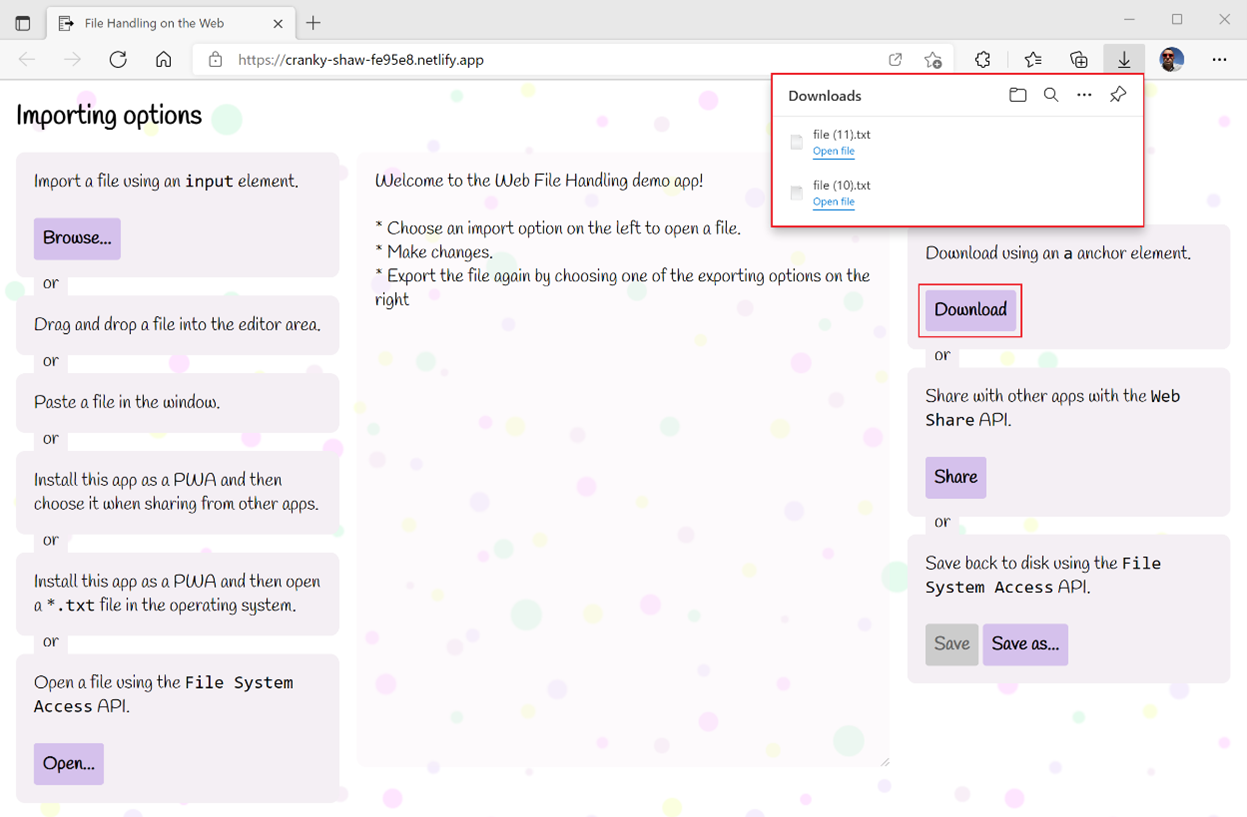 File Handling on the Web
https://cranky-shaw-fe95e8.netlify.app
Downloads
file (11).txt
Open file
file (10).txt
Open file
Importing options
Import a file using an input element.
Browse...
or
Drag and drop a file into the editor area.
or
Paste a file in the window.
or
Install this app as a PWA and then
choose it when sharing from other apps.
or
Install this app as a PWA and then open
a *.txt file in the operating system.
or
Open a file using the File System
Access API.
Open...
Welcome to the Web File Handling demo app!
* Choose an import option on the left to open a file.
* Make changes.
* Export the file again by choosing one of the exporting options on the
right
Download using an a anchor element.
Download
or
Share with other apps with the Web
Share API.
Share
or
Save back to disk using the File
System Access API.
Save Save as...